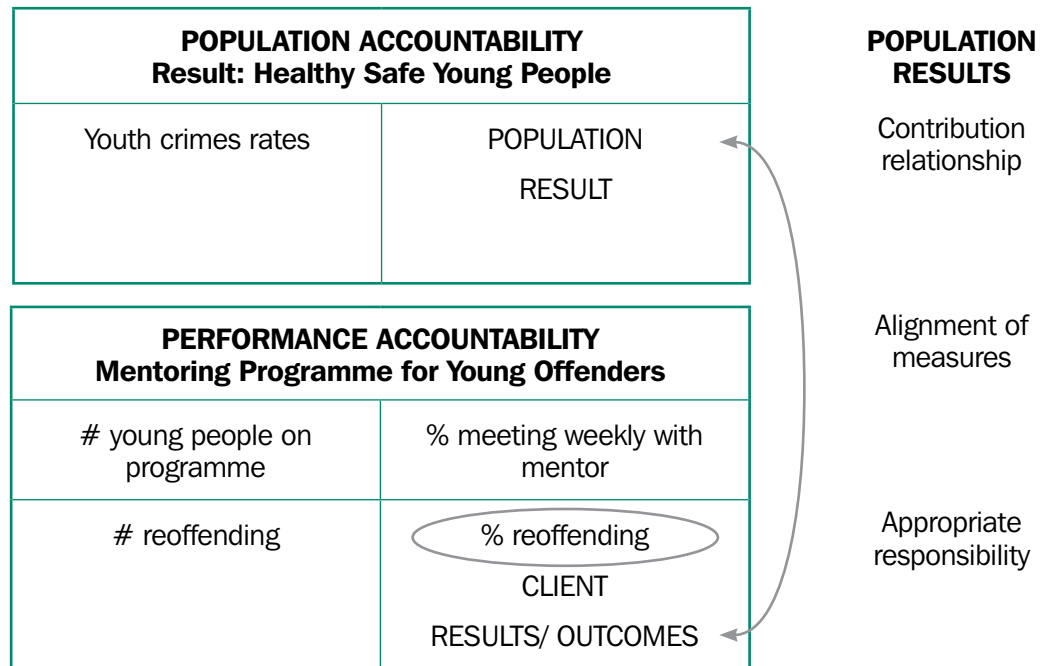 POPULATION ACCOUNTABILITY
Result: Healthy Safe Young People
Youth crimes rates
POPULATION
RESULT
PERFORMANCE ACCOUNTABILITY
Mentoring Programme for Young Offenders
# young people on
programme
% meeting weekly with
mentor
# reoffending
% reoffending
CLIENT
RESULTS/ OUTCOMES
POPULATION
RESULTS
Contribution
relationship
Alignment of
measures
Appropriate
responsibility